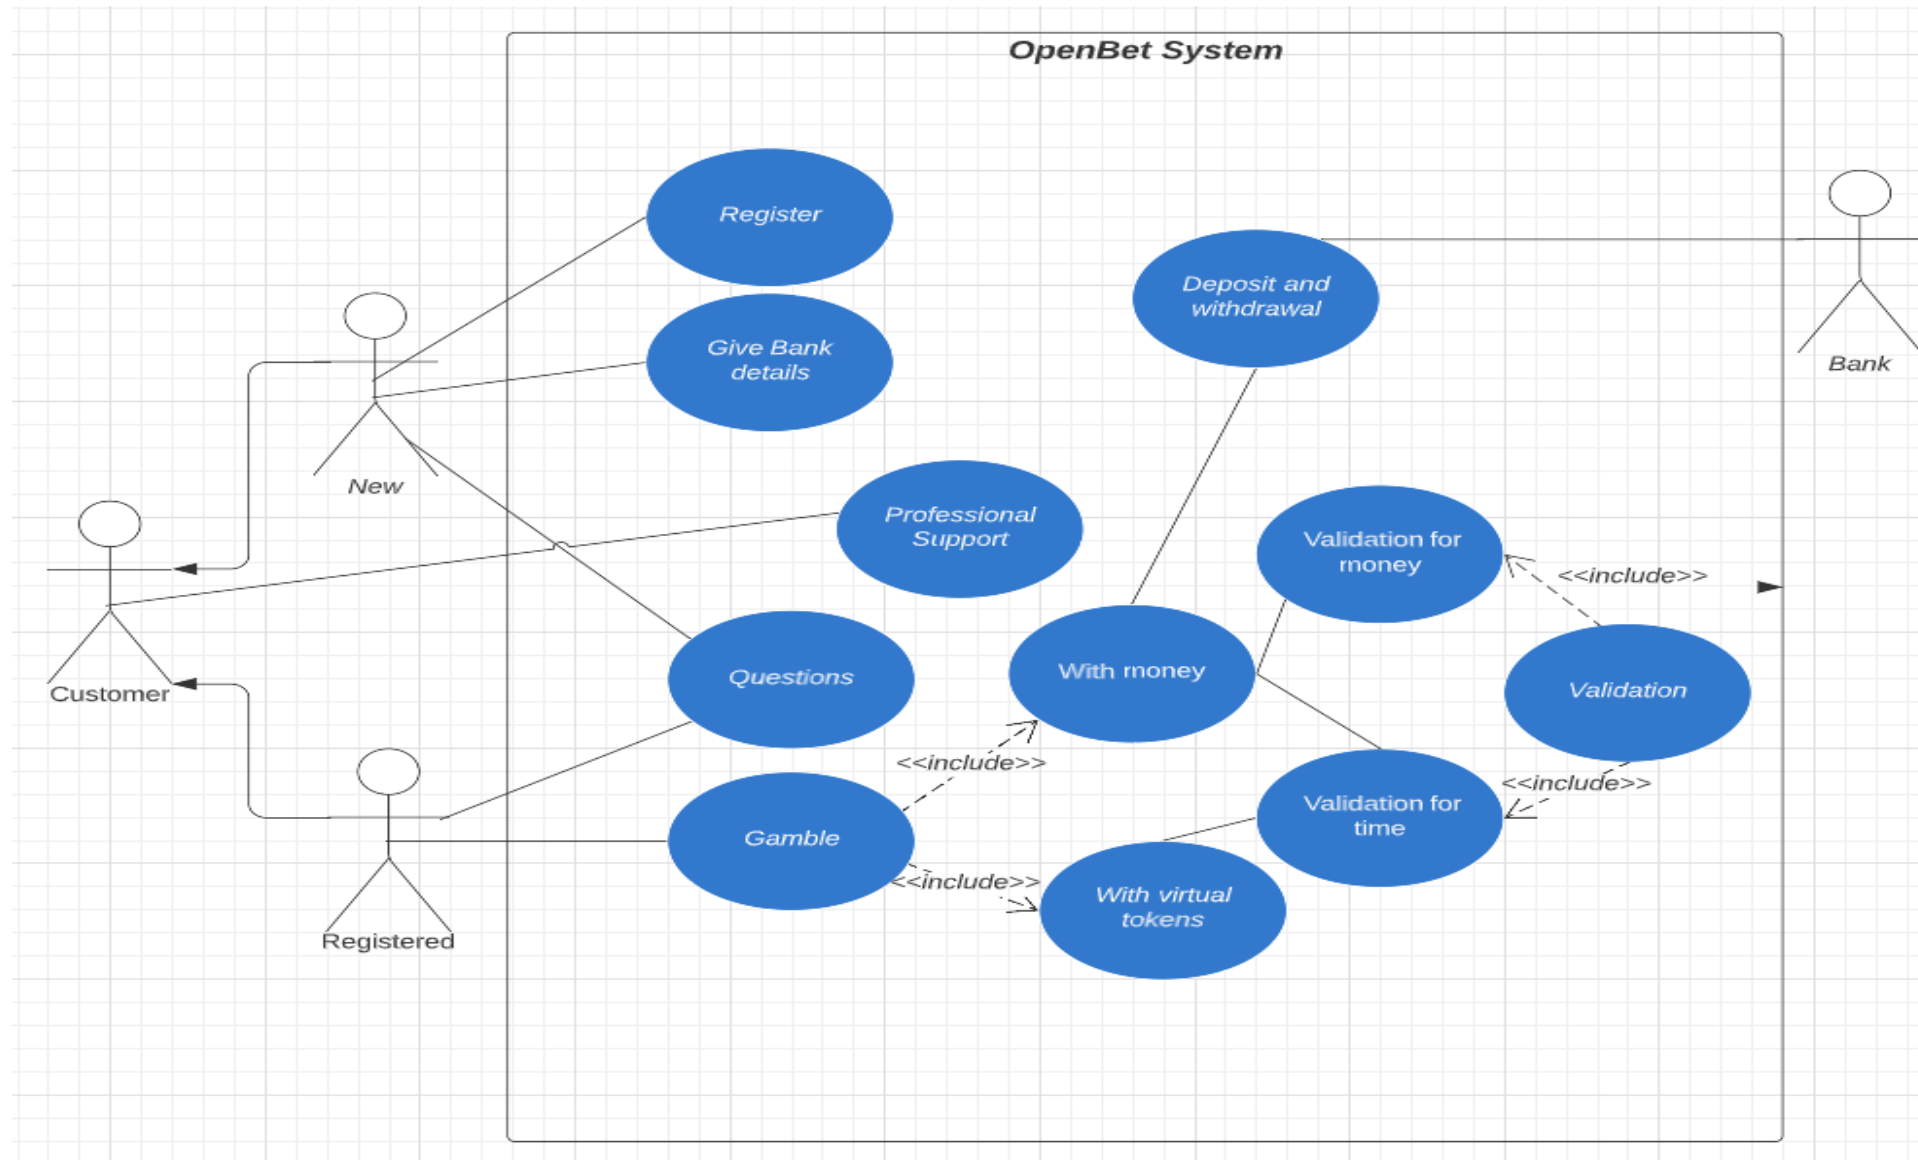 OpenBet System
Register
Give Bank
details
Deposit and
withdrawal
Bank
New
Professional
Support
Validation for
money
<<include>>
Customer
Questions
With money
Validation
<<include>>
<<include>>
Gamble
Validation for
time
<<include>>
With virtual
tokens
Registered